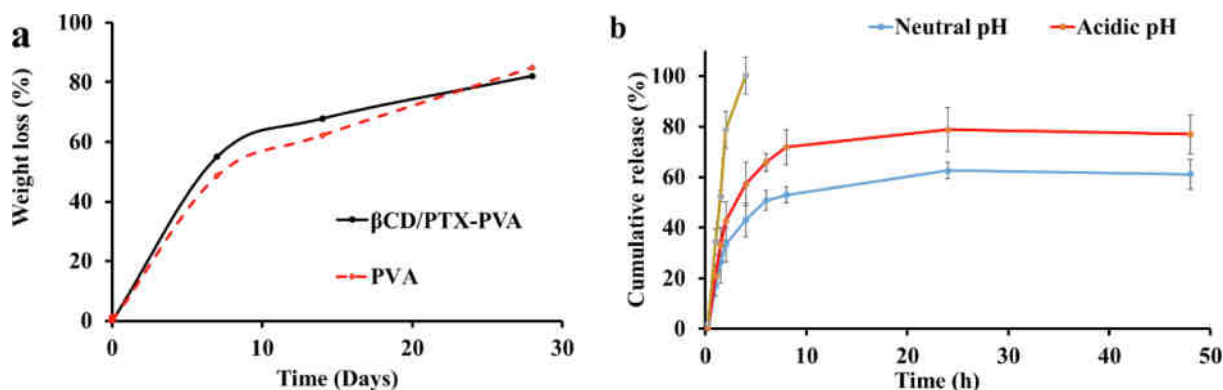 a
Weight loss (%)
100
80
60
40
20
0
βCD/PTX-PVA
PVA
0
10
20
30
Time (Days)
b
Neutral pH
Acidic pH
Cumulative release (%)
100
80
60
40
20
0
0
10
20
30
40
50
Time (h)